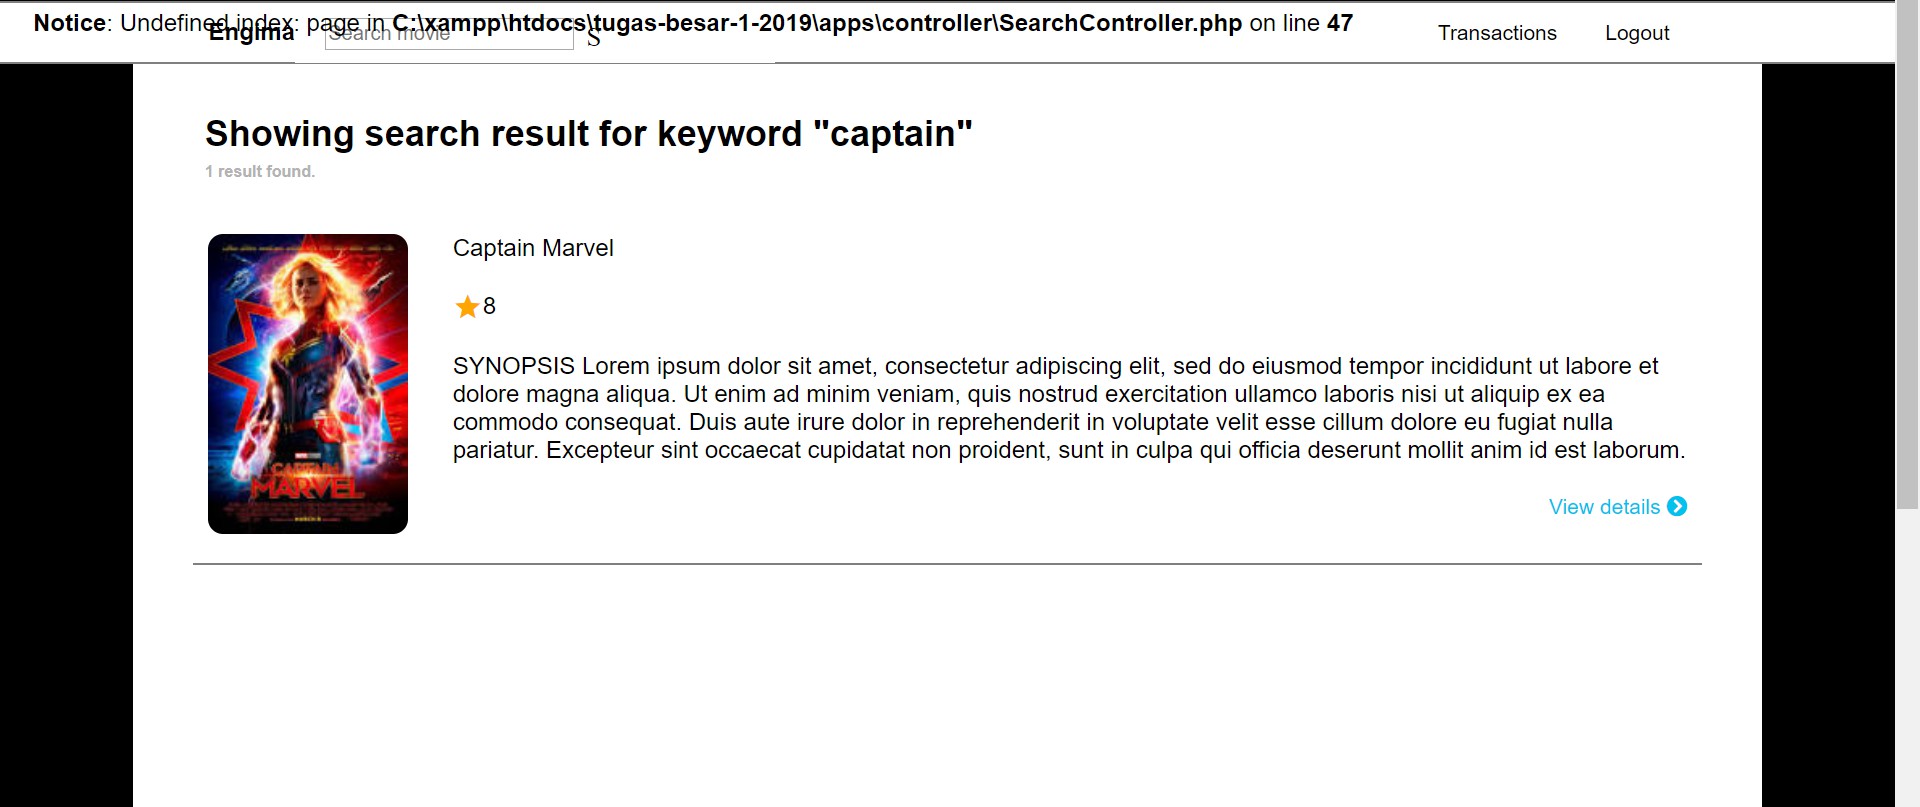 Notice: Undefined index: page in C:\xampp\htdocs\tugas-besar-1-2019\apps\controller\SearchController.php on line 47
Engima Search movie S Transactions Logout
Showing search result for keyword "captain"
1 result found.
Captain Marvel
8
SYNOPSIS Lorem ipsum dolor sit amet, consectetur adipiscing elit, sed do eiusmod tempor incididunt ut labore et
dolore magna aliqua. Ut enim ad minim veniam, quis nostrud exercitation ullamco laboris nisi ut aliquip ex ea
commodo consequat. Duis aute irure dolor in reprehenderit in voluptate velit esse cillum dolore eu fugiat nulla
pariatur. Excepteur sint occaecat cupidatat non proident, sunt in culpa qui officia deserunt mollit anim id est laborum.
CAPTAIN
MARVEL
View details